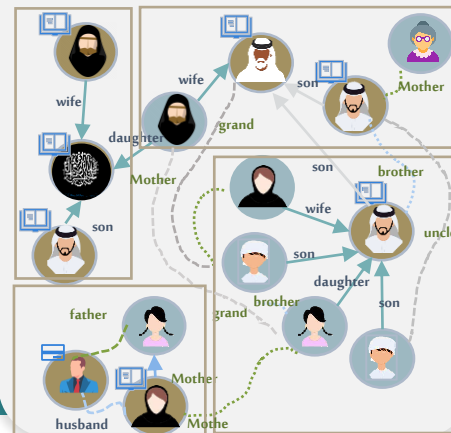 wife
son
wife
grand
Mother
daughter
Mother
son
brother
son
wife
uncle
son
daughter
brother
grand
son
father
Mother
husband
Mothe